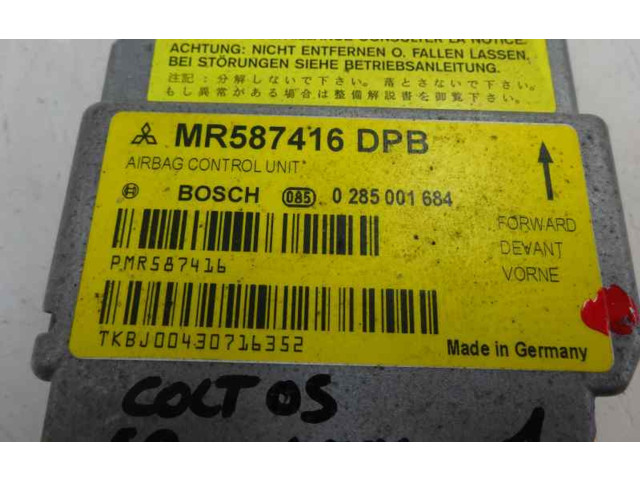 CONSULTER LA NOTICE.
ACHTUNG: NICHT ENTFERNEN O. FALLEN LASSEN,
BEI STÖRUNGEN SIEHE BETRIEBSANLEITUNG.
注記：分解しないで下さい。落とさないで下さい。
もし異常がある場合は整備解説書を御覧下さい。
MR587416 DPB
AIRBAG CONTROL UNIT
BOSCH 085 0 285 001 684
FORWARD
DEVANT
VORNE
PMR587416
TKBJ00430716352
Made in Germany
COLT 05